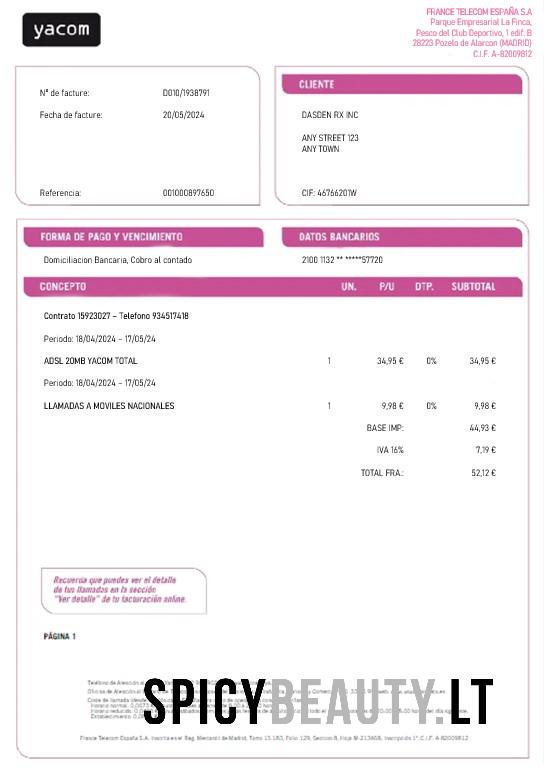 yacom
FRANCE TELECOM ESPAÑA S.A
Parque Empresarial La Finca,
Pesco del Club Deportivo, 1 edif. B
28223 Pozelo de Alarcon (MADRID)
C.I.F. A-82009812
N° de facture: D010/1938791
Fecha de facture: 20/05/2024
Referencia: 001000897650
CLIENTE
DASDEN RX INC
ANY STREET 123
ANY TOWN
CIF: 46766201W
FORMA DE PAGO Y VENCIMIENTO
Domiciliacion Bancaria, Cobro al contado
DATOS BANCARIOS
2100 1132 ** *****57720
CONCEPTO UN. P/U DTP. SUBTOTAL
Contrato 15923027 – Telefono 934517418
Periodo: 18/04/2024 – 17/05/24
ADSL 20MB YACOM TOTAL 1 34,95 € 0% 34,95 €
Periodo: 18/04/2024 – 17/05/24
LLAMADAS A MOVILES NACIONALES 1 9,98 € 0% 9,98 €
BASE IMP: 44,93 €
IVA 16% 7,19 €
TOTAL FRA.: 52,12 €
Recuerda que puedes ver el detalle
de tus llamadas en la sección
"Ver detalle" de tu facturación online.
PÁGINA 1
SPICYBEAUTY.LT
France Telecom España S.A. Inscrita en el Reg. Mercantil de Madrid, Tomo 13.183, Folio 129, Seccion 8, Hoja M-213468, Inscripción 1ª. C.I.F. A-82009812